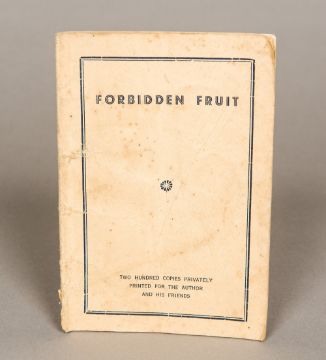 FORBIDDEN FRUIT
TWO HUNDRED COPIES PRIVATELY
PRINTED FOR THE AUTHOR
AND HIS FRIENDS